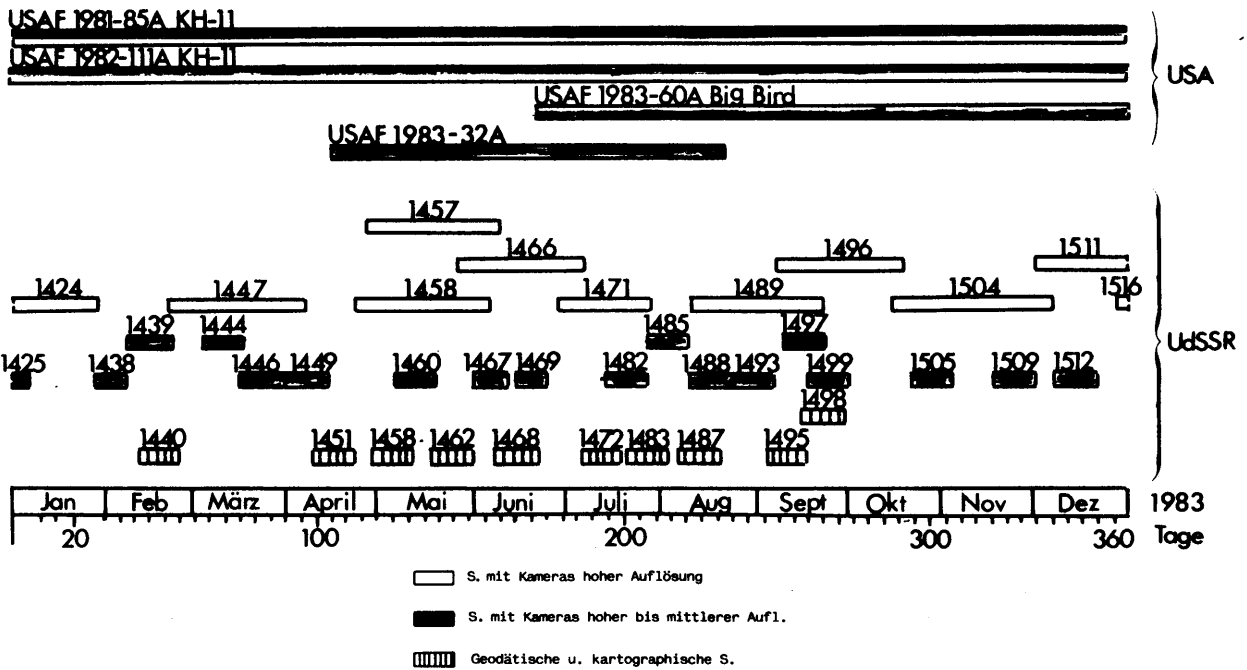 USAF 1981-85A KH-11
USAF 1982-111A KH-11
USA
USAF 1983-60A Big Bird
USAF 1983-32A
1457
1466 1496 1511
1424 1447 1458 1471 1489 1504 1516
1439 1444 1485 1497
UdSSR
1425 1438 1446 1449 1460 1467 1469 1482 1488 1493 1499 1505 1509 1512
1498
1440 1451 1458 1462 1468 1472 1483 1487 1495
Jan Feb März April Mai Juni Juli Aug Sept Okt Nov Dez 1983
20 100 200 300 360 Tage
S. mit Kameras hoher Auflösung
S. mit Kameras hoher bis mittlerer Aufl.
Geodätische u. kartographische S.